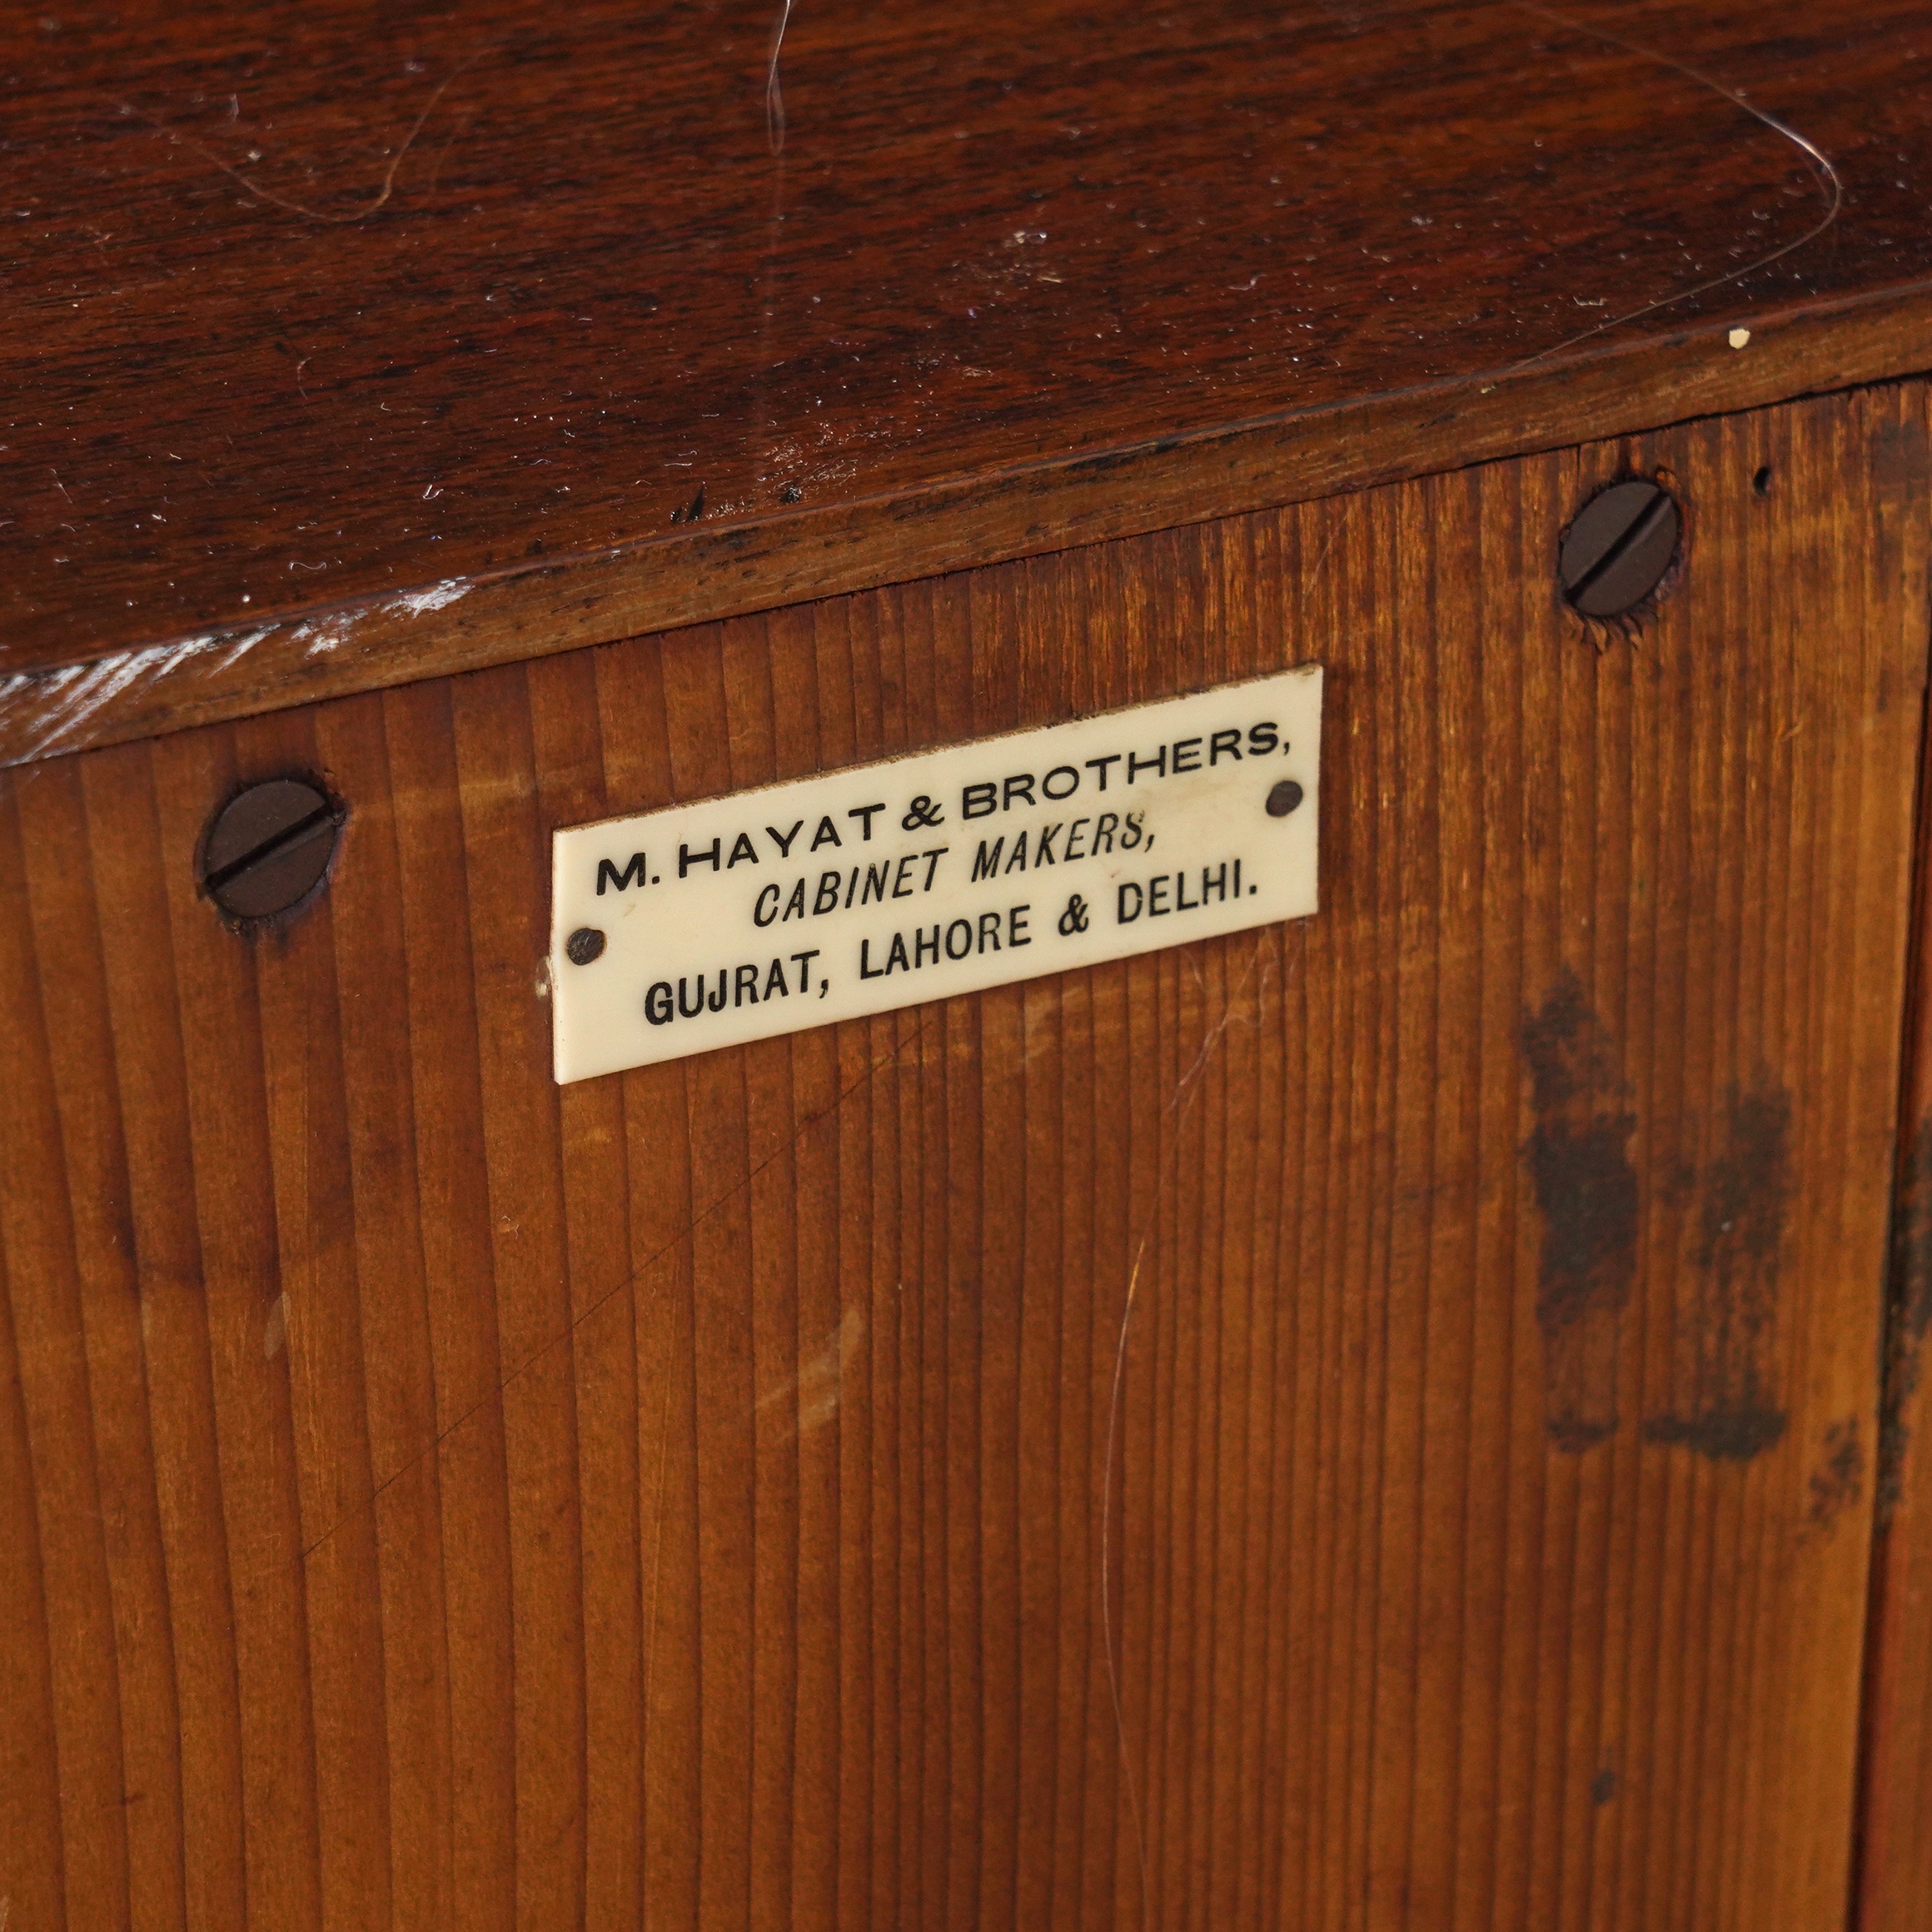 M. HAYAT & BROTHERS,
CABINET MAKERS,
GUJRAT, LAHORE & DELHI.